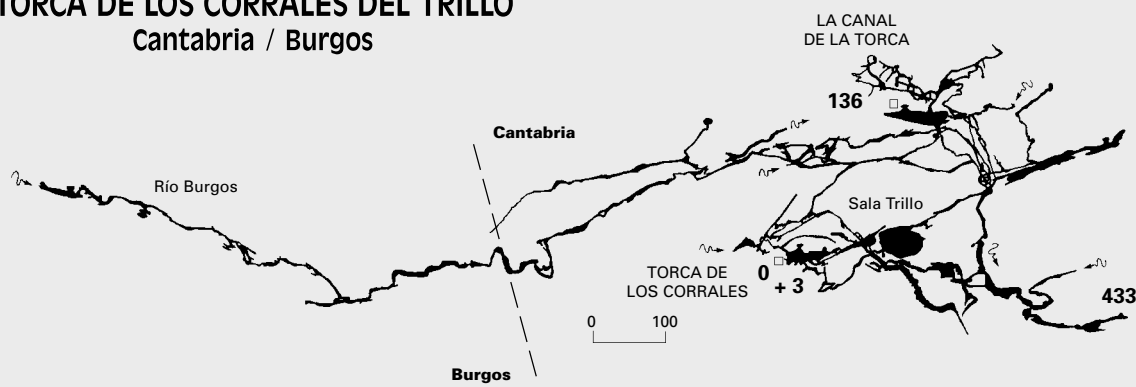 TORCA DE LOS CORRALES DEL TRILLO
Cantabria / Burgos
LA CANAL
DE LA TORCA
136
Cantabria
Río Burgos
Sala Trillo
TORCA DE
LOS CORRALES
0
+ 3
433
0 100
Burgos